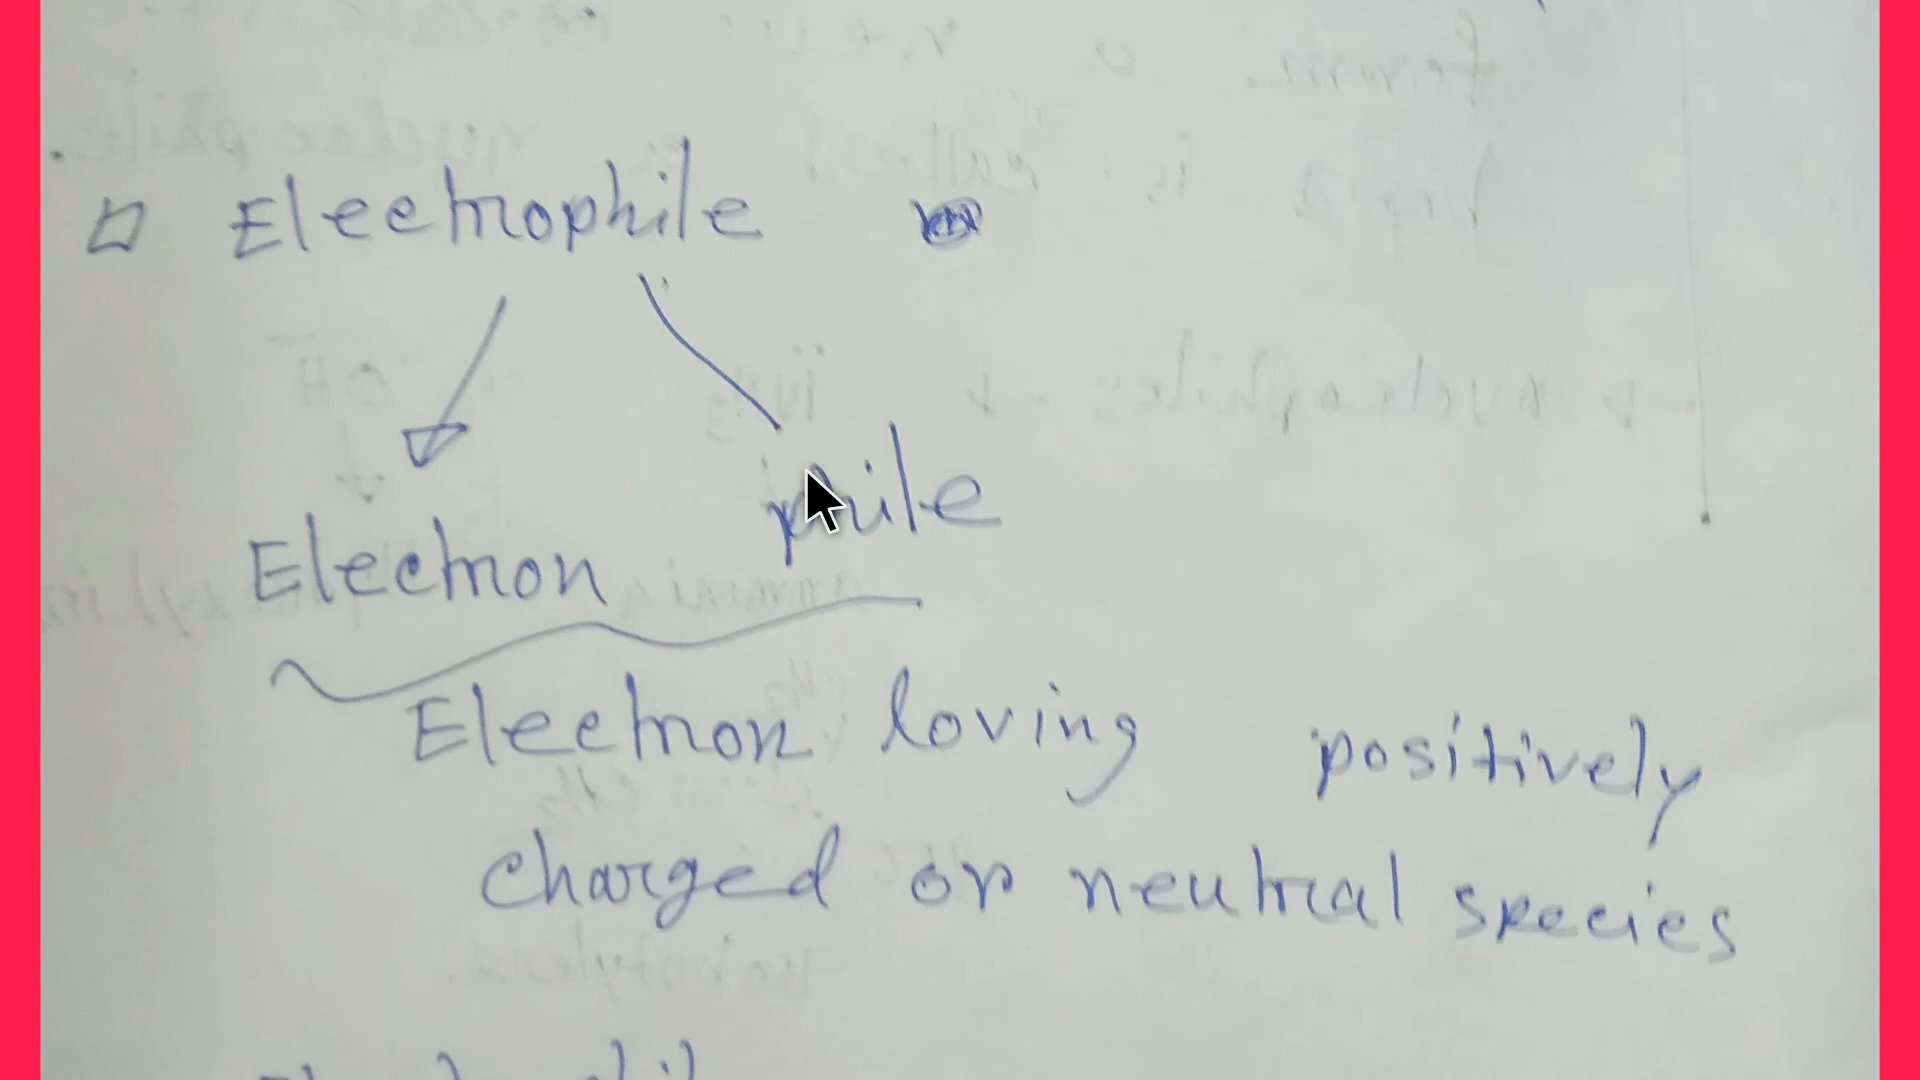 Electrophile
phile
Electron
Electron loving positively
charged or neutral species